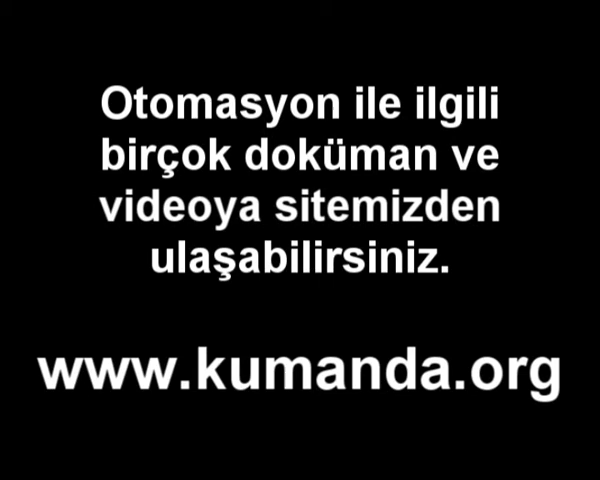 Otomasyon ile ilgili
birçok doküman ve
videoya sitemizden
ulaşabilirsiniz.
www.kumanda.org